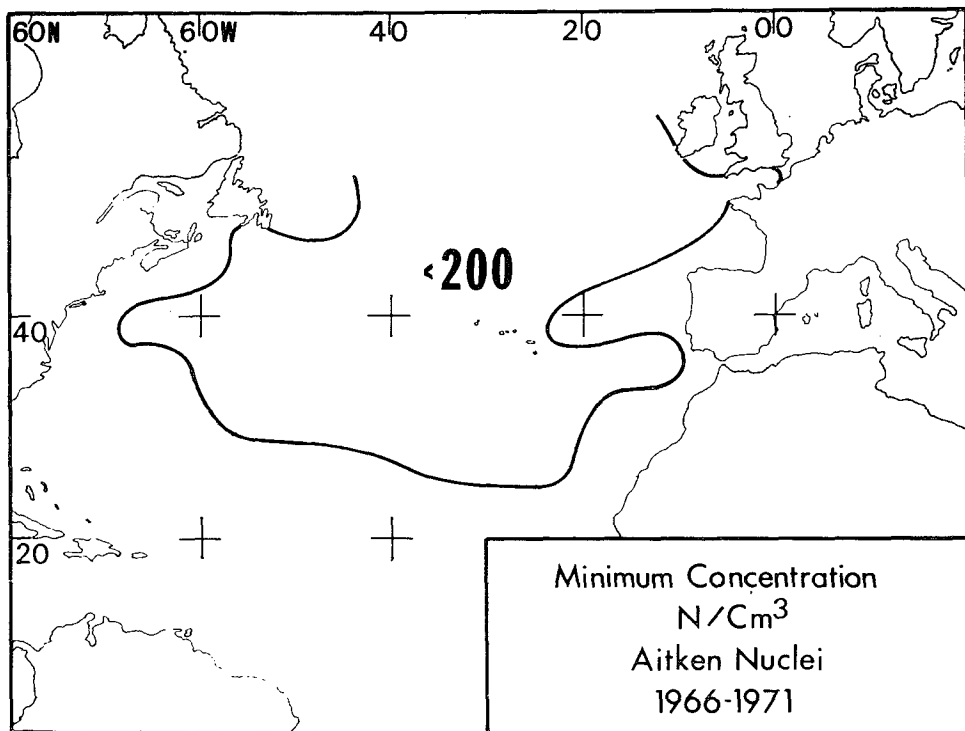 60N 60W 40 20 00
<200
40
20
Minimum Concentration
N/Cm³
Aitken Nuclei
1966-1971